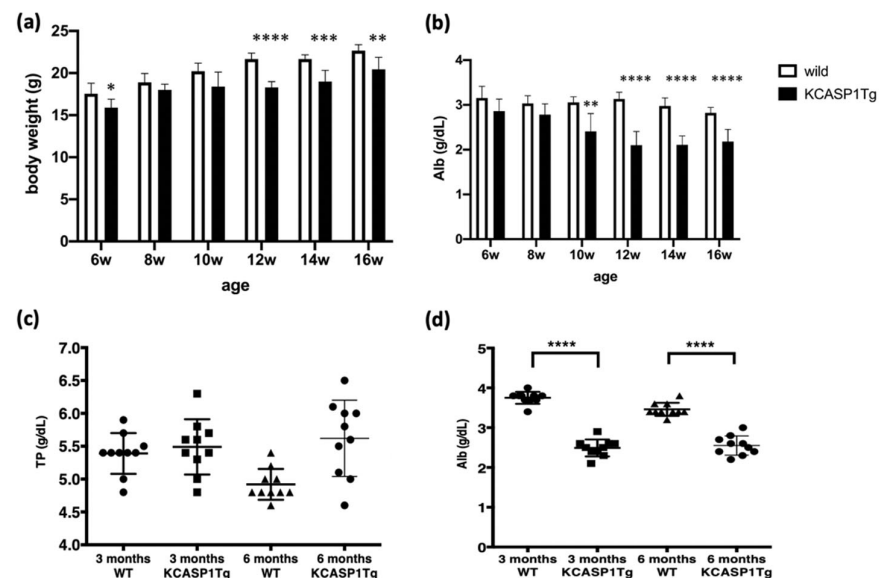 (a)
body weight (g)
25
20
15
10
5
0
*
****
***
**
6w
8w
10w
12w
14w
16w
age
(b)
Alb (g/dL)
4
3
2
1
0
**
****
****
****
6w
8w
10w
12w
14w
16w
age
wild
KCASP1Tg
(c)
TP (g/dL)
7.0
6.5
6.0
5.5
5.0
4.5
4.0
3 months
WT
3 months
KCASP1Tg
6 months
WT
6 months
KCASP1Tg
(d)
Alb (g/dL)
5
4
3
2
1
0
****
****
3 months
WT
3 months
KCASP1Tg
6 months
WT
6 months
KCASP1Tg